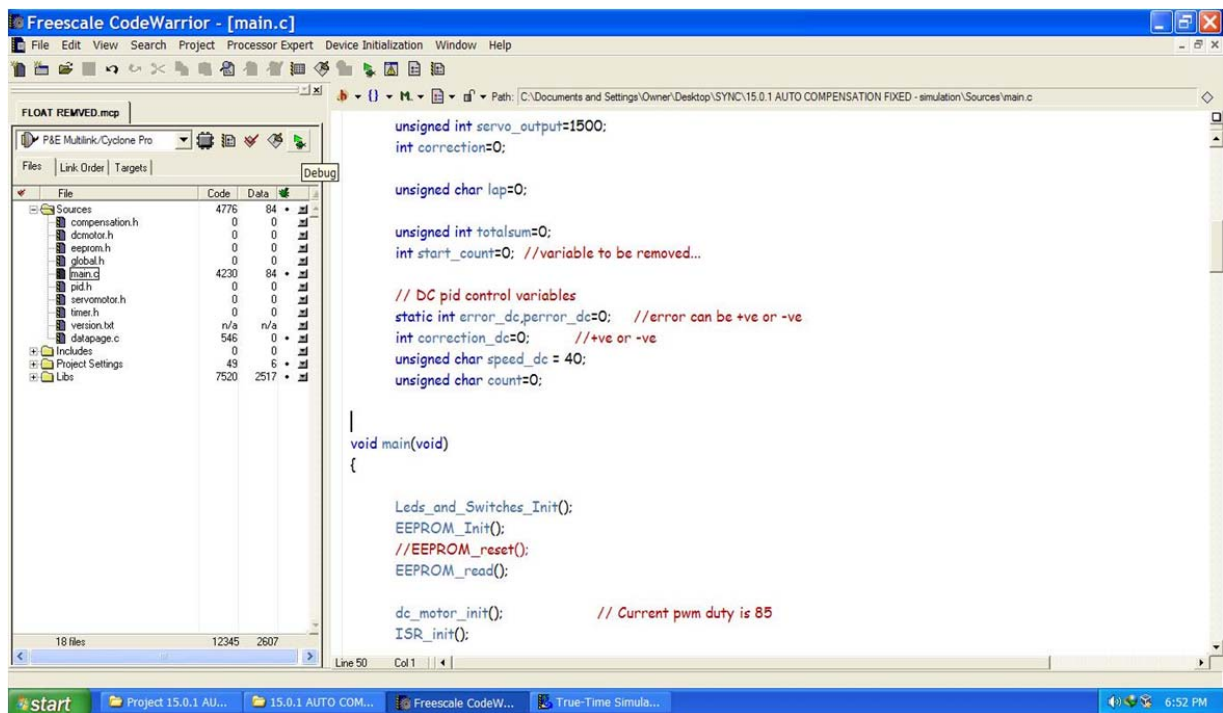 Freescale CodeWarrior - [main.c]
File Edit View Search Project Processor Expert Device Initialization Window Help
Path: C:\Documents and Settings\Owner\Desktop\SYNC\15.0.1 AUTO COMPENSATION FIXED - simulation\Sources\main.c
FLOAT REMVED.mcp
P&E Multilink/Cyclone Pro
Debug
Files Link Order Targets
File Code Data
Sources 4776 84
compensation.h 0 0
dcmotor.h 0 0
eeprom.h 0 0
global.h 0 0
main.c 4230 84
pid.h 0 0
servomotor.h 0 0
timer.h 0 0
version.txt n/a n/a
datapage.c 546 0
Includes 0 0
Project Settings 49 6
Libs 7520 2517
18 files 12345 2607
unsigned int servo_output=1500;
int correction=0;
unsigned char lap=0;
unsigned int totalsum=0;
int start_count=0; //variable to be removed...
// DC pid control variables
static int error_dc,perror_dc=0; //error can be +ve or -ve
int correction_dc=0; //+ve or -ve
unsigned char speed_dc = 40;
unsigned char count=0;
void main(void)
{
Leds_and_Switches_Init();
EEPROM_Init();
//EEPROM_reset();
EEPROM_read();
dc_motor_init(); // Current pwm duty is 85
ISR_init();
Line 50 Col 1
start Project 15.0.1 AU... 15.0.1 AUTO COM... Freescale CodeW... True-Time Simula... 6:52 PM